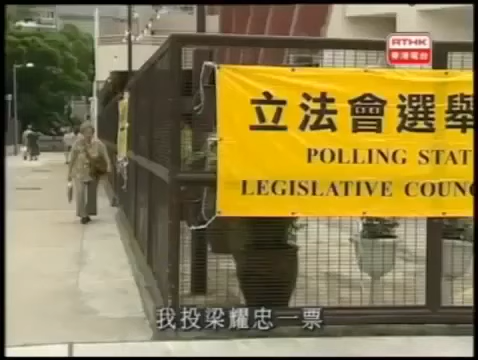 RTHK
香港電台
立法會選舉
POLLING STAT
LEGISLATIVE COUNC
我投梁耀忠一票